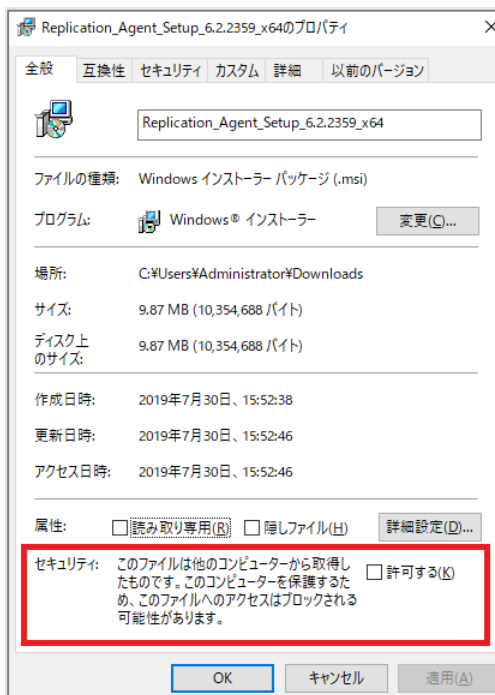 Replication_Agent_Setup_6.2.2359_x64のプロパティ
全般 互換性 セキュリティ カスタム 詳細 以前のバージョン
Replication_Agent_Setup_6.2.2359_x64
ファイルの種類: Windows インストーラー パッケージ (.msi)
プログラム: Windows® インストーラー 変更(C)...
場所: C:¥Users¥Administrator¥Downloads
サイズ: 9.87 MB (10,354,688 バイト)
ディスク上
のサイズ: 9.87 MB (10,354,688 バイト)
作成日時: 2019年7月30日、15:52:38
更新日時: 2019年7月30日、15:52:46
アクセス日時: 2019年7月30日、15:52:46
属性: 読み取り専用(R) 隠しファイル(H) 詳細設定(D)...
セキュリティ: このファイルは他のコンピューターから取得し
たものです。このコンピューターを保護するた
め、このファイルへのアクセスはブロックされる
可能性があります。
許可する(K)
OK キャンセル 適用(A)